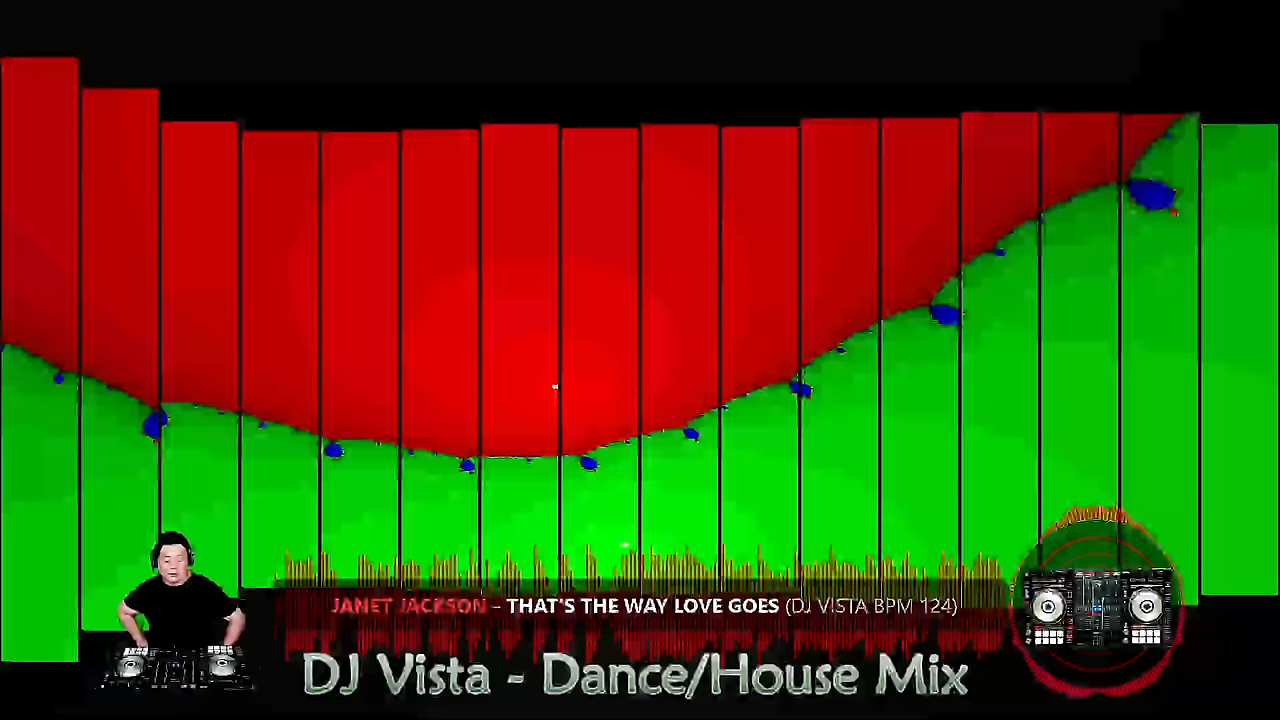 JANET JACKSON - THAT'S THE WAY LOVE GOES (DJ VISTA BPM 124)
DJ Vista - Dance/House Mix